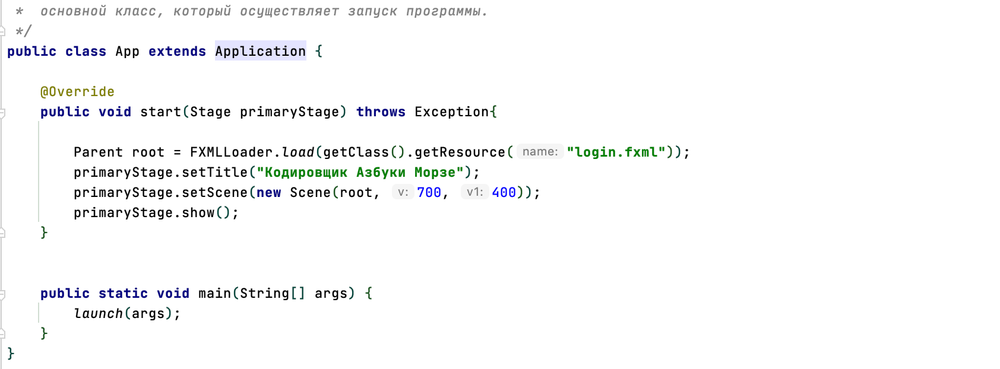 * основной класс, который осуществляет запуск программы.
*/
public class App extends Application {
@Override
public void start(Stage primaryStage) throws Exception{
Parent root = FXMLLoader.load(getClass().getResource( name: "login.fxml"));
primaryStage.setTitle("Кодировщик Азбуки Морзе");
primaryStage.setScene(new Scene(root, v: 700, v1: 400));
primaryStage.show();
}
public static void main(String[] args) {
launch(args);
}
}